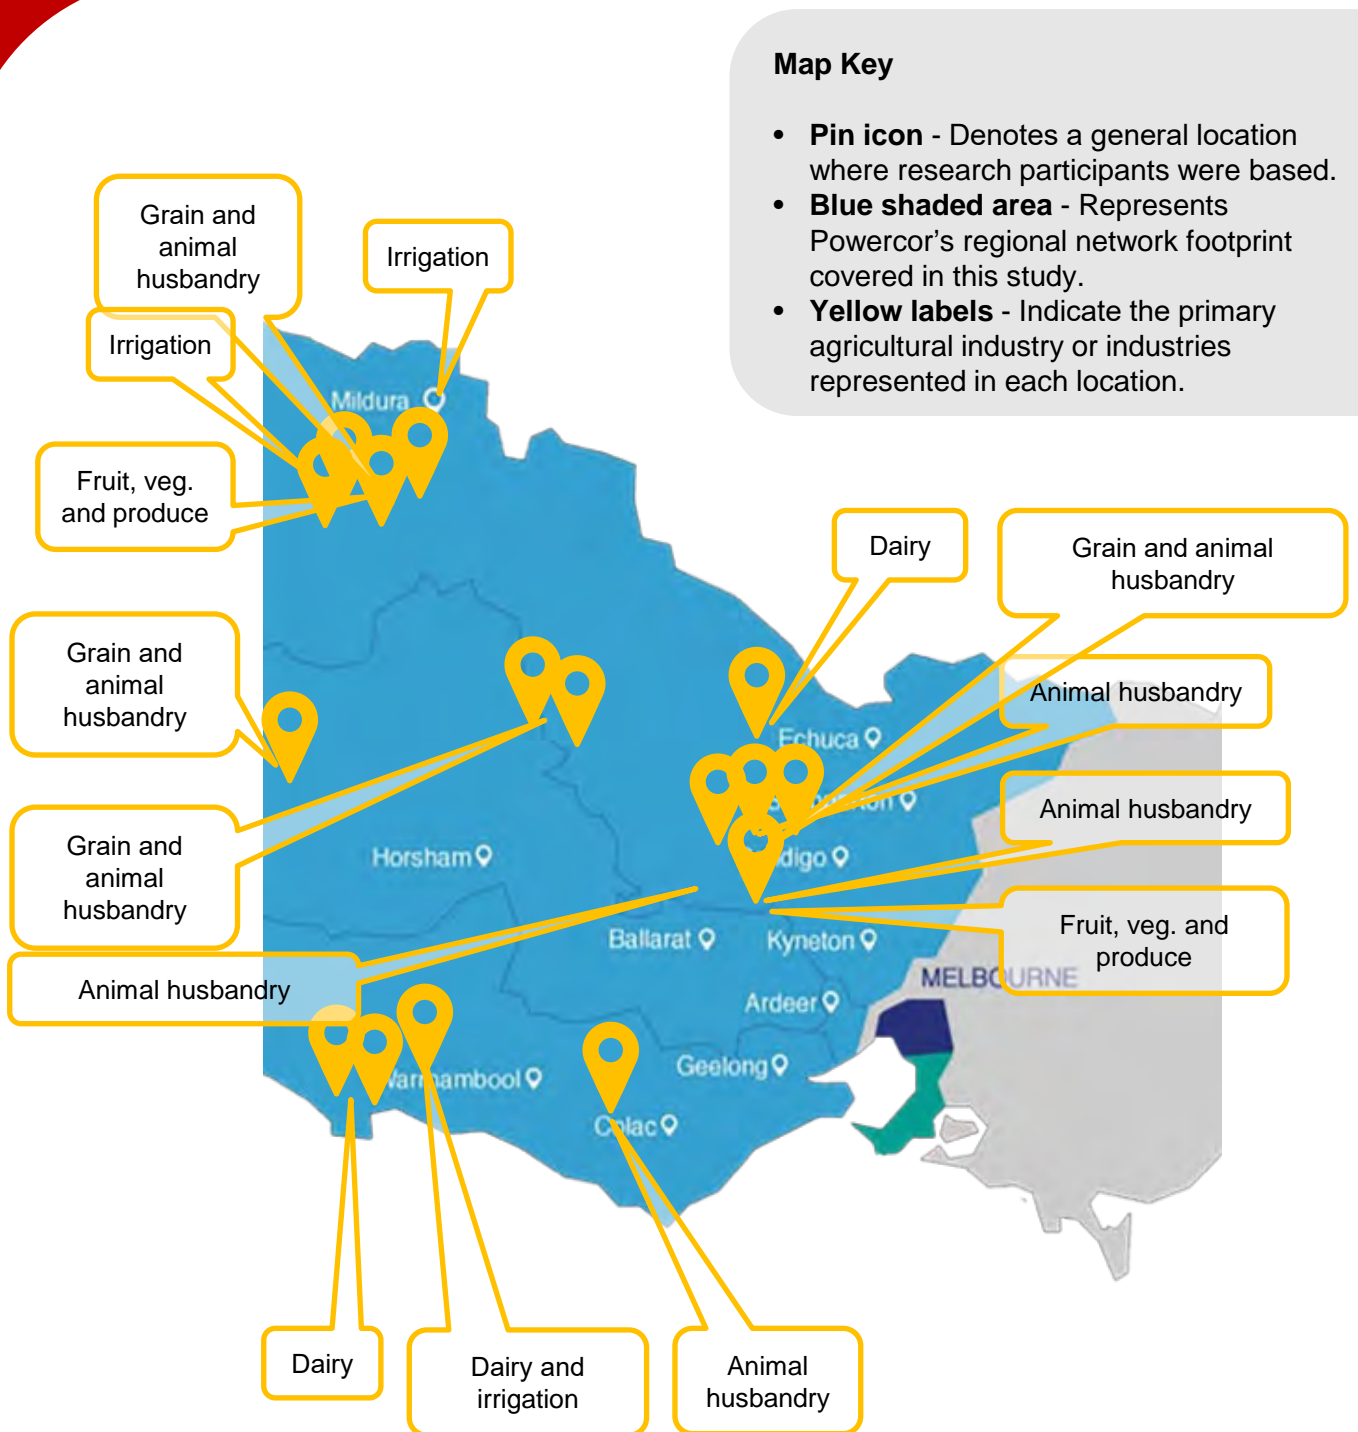 Map Key
• Pin icon - Denotes a general location
where research participants were based.
• Blue shaded area - Represents
Powercor's regional network footprint
covered in this study.
• Yellow labels - Indicate the primary
agricultural industry or industries
represented in each location.
Grain and
animal
husbandry
Irrigation
Irrigation
Mildura
Fruit, veg.
and produce
Dairy
Grain and animal
husbandry
Grain and
animal
husbandry
Animal husbandry
Echuca
Animal husbandry
Grain and
animal
husbandry
Horsham
digo
Fruit, veg. and
produce
Ballarat
Kyneton
Animal husbandry
MELBOURNE
Ardeer
Geelong
Warrnambool
Colac
Dairy
Dairy and
irrigation
Animal
husbandry